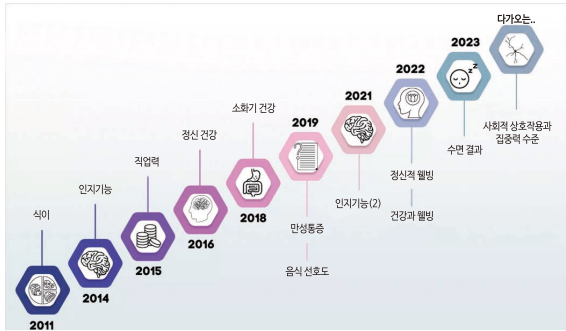 식이
2011
인지기능
2014
직업력
2015
정신 건강
2016
소화기 건강
2018
2019
만성통증
음식 선호도
2021
인지기능(2)
2022
정신적 웰빙
건강과 웰빙
2023
수면 결과
다가오는..
사회적 상호작용과
집중력 수준